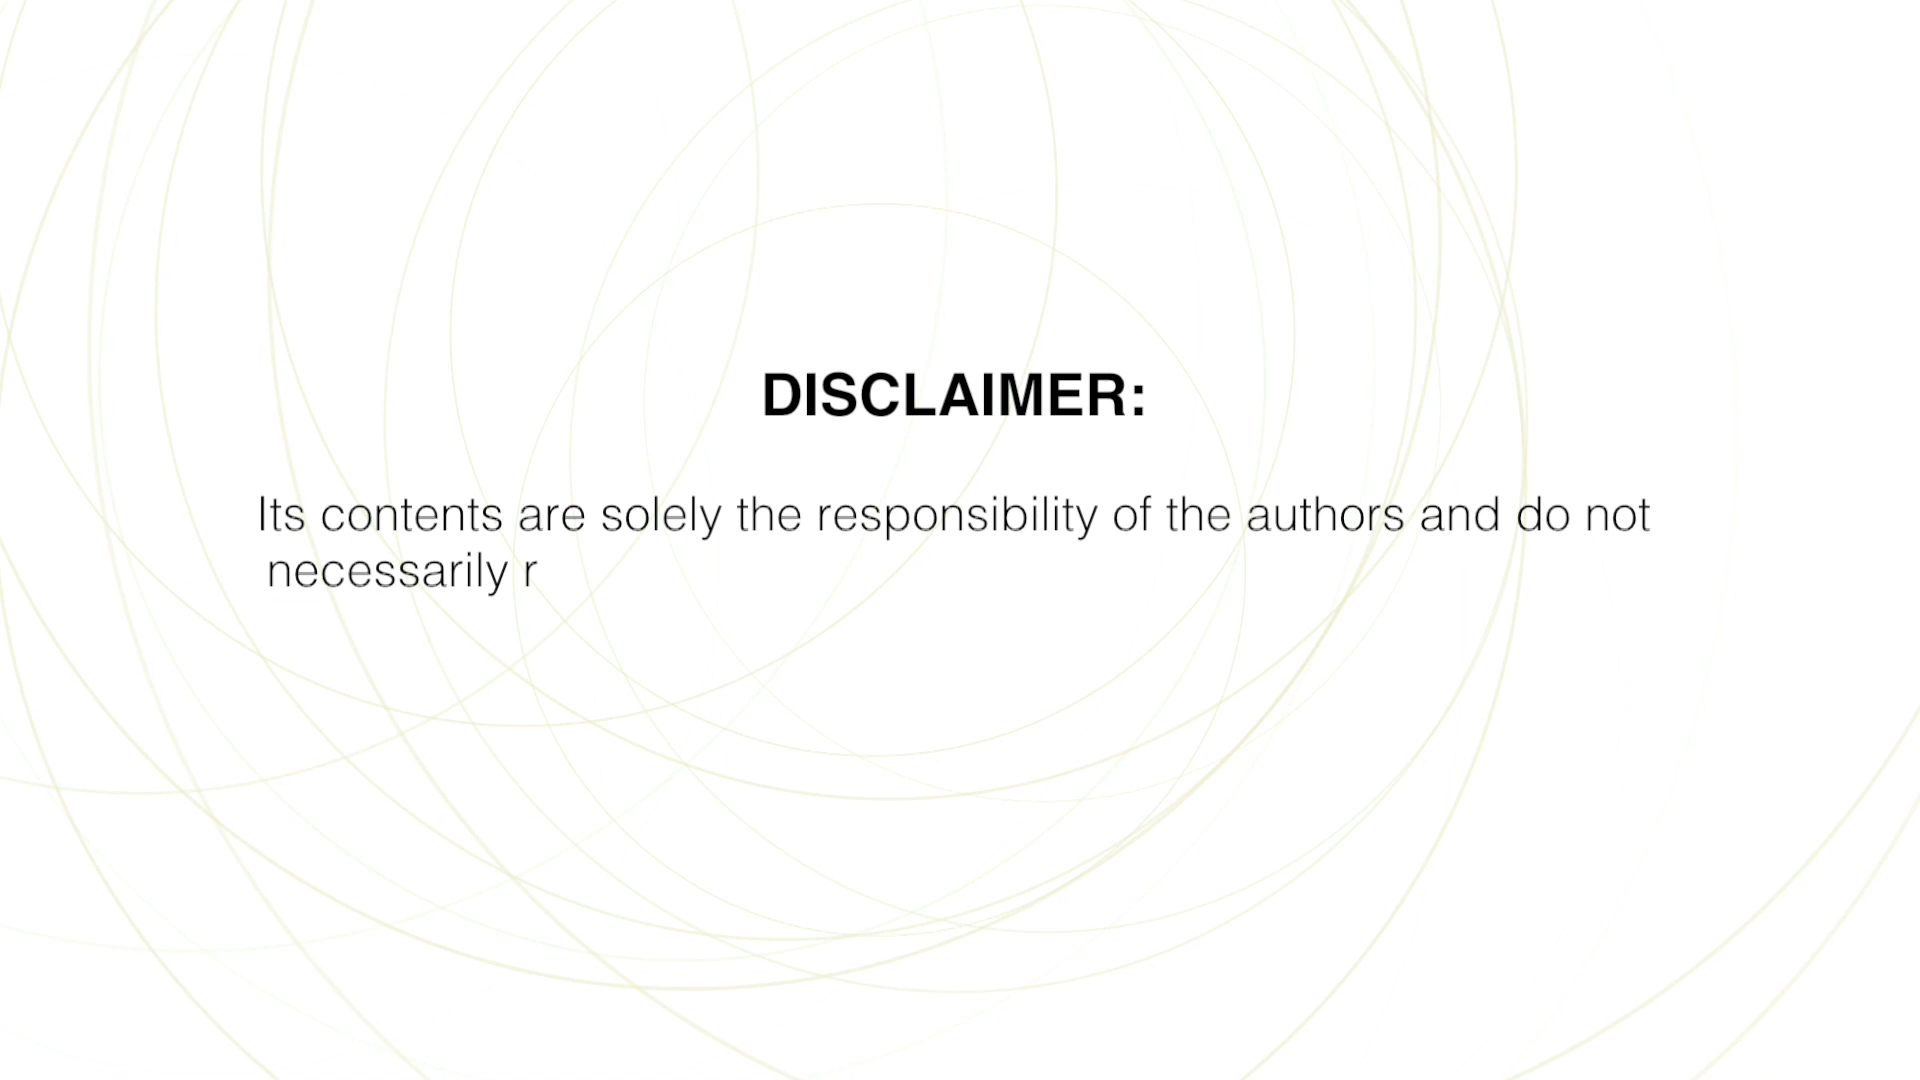 DISCLAIMER:
Its contents are solely the responsibility of the authors and do not
necessarily r